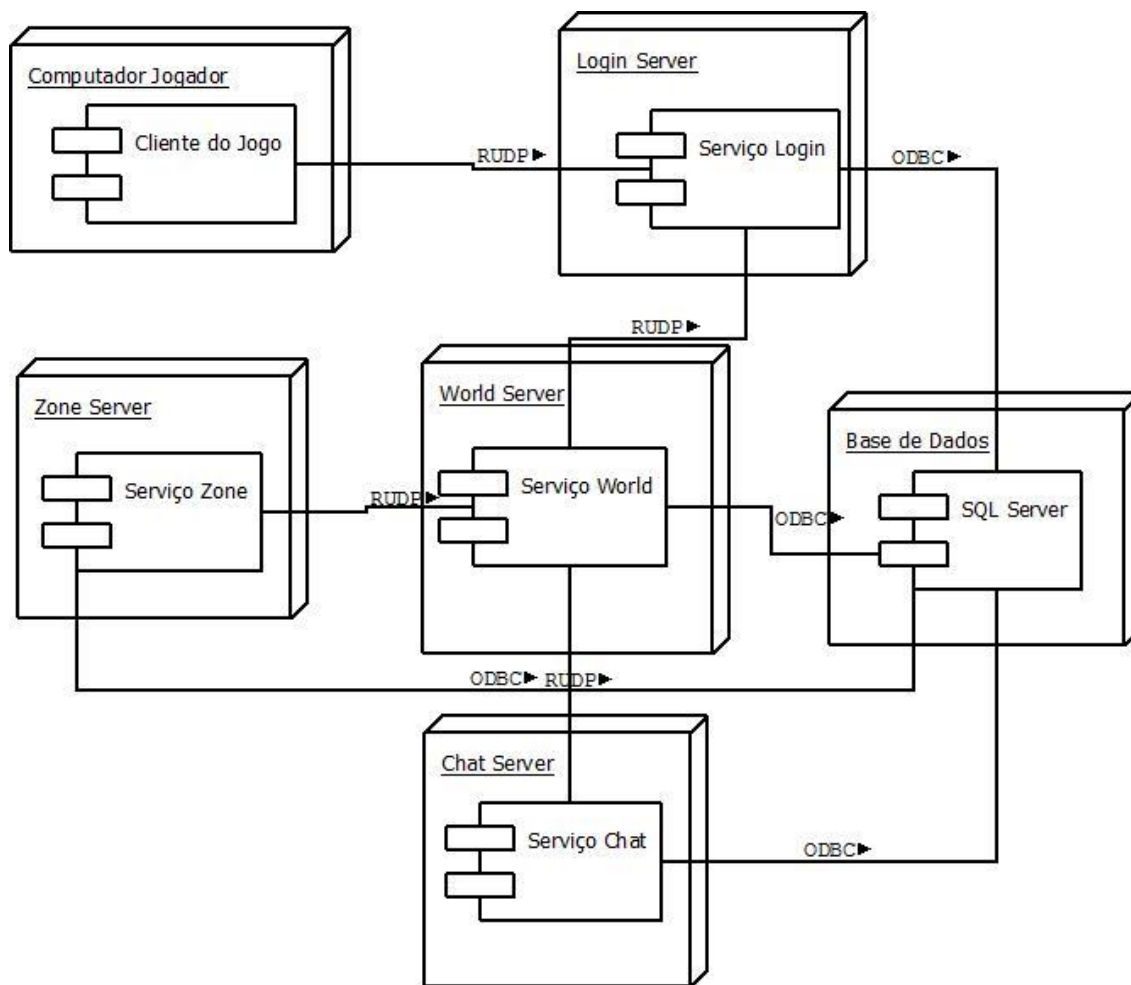 Computador Jogador
Cliente do Jogo
RUDP
Login Server
Serviço Login
ODBC
RUDP
Zone Server
Serviço Zone
RUDP
World Server
Serviço World
ODBC
Base de Dados
SQL Server
ODBC
RUDP
Chat Server
Serviço Chat
ODBC